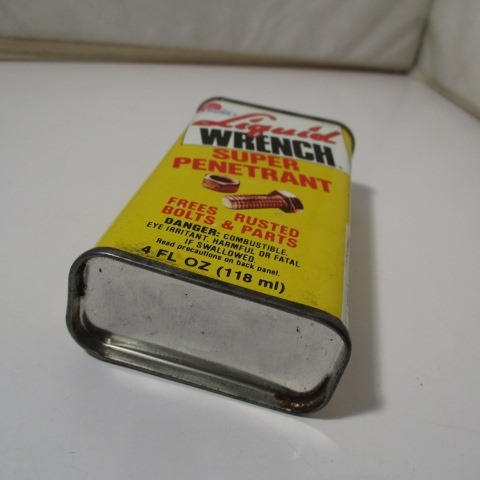 Liquid
WRENCH
SUPER
PENETRANT
FREES RUSTED
BOLTS & PARTS
DANGER: COMBUSTIBLE.
EYE IRRITANT. HARMFUL OR FATAL
IF SWALLOWED.
Read precautions on back panel.
4 FL OZ (118 ml)